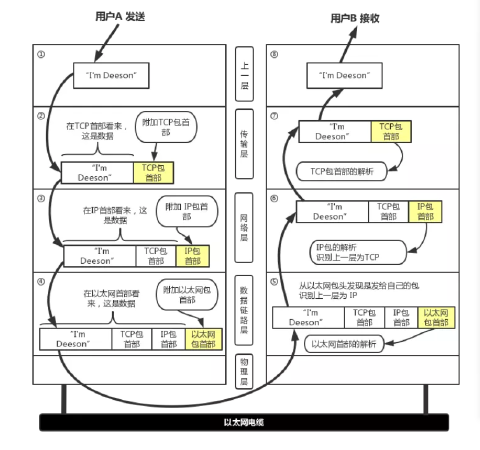 用户A 发送
用户B 接收
①
"I'm Deeson"
②
在TCP首部看来，
这是数据
附加TCP包首
部
"I'm
Deeson"
TCP包
首部
③
在IP首部看来，这
是数据
附加 IP包首
部
"I'm
Deeson"
TCP包
首部
IP包
首部
④
在以太网首部看
来，这是数据
附加以太网包
首部
"I'm
Deeson"
TCP包
首部
IP包
首部
以太网
包首部
上一层
传输层
网络层
数据链路层
物理层
⑧
"I'm Deeson"
⑦
"I'm
Deeson"
TCP包
首部
TCP包首部的解析
⑥
"I'm
Deeson"
TCP包
首部
IP包
首部
IP包的解析
识别上一层为TCP
⑤
从以太网包头发现是发给自己的包
识别上一层为 IP
"I'm
Deeson"
TCP包
首部
IP包
首部
以太网
包首部
以太网首部的解析
以太网电缆